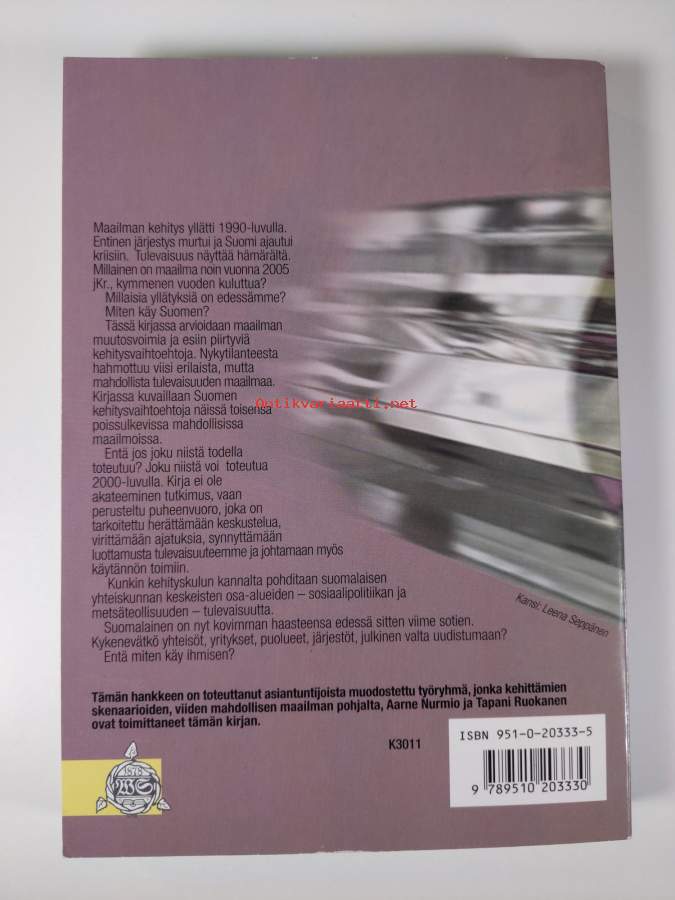 Maailman kehitys yllätti 1990-luvulla.
Entinen järjestys murtui ja Suomi ajautui
kriisiin. Tulevaisuus näyttää hämärältä.
Millainen on maailma noin vuonna 2005
jKr., kymmenen vuoden kuluttua?
Millaisia yllätyksiä on edessämme?
Miten käy Suomen?
Tässä kirjassa arvioidaan maailman
muutosvoimia ja esiin piirtyviä
kehitysvaihtoehtoja. Nykytilanteesta
hahmottuu viisi erilaista, mutta
mahdollista tulevaisuuden maailmaa.
Kirjassa kuvaillaan Suomen
kehitysvaihtoehtoja näissä toisensa
poissulkevissa mahdollisissa
maailmoissa.
Entä jos joku niistä todella
toteutuu? Joku niistä voi toteutua
2000-luvulla. Kirja ei ole
akateeminen tutkimus, vaan
perusteltu puheenvuoro, joka on
tarkoitettu herättämään keskustelua,
virittämään ajatuksia, synnyttämään
luottamusta tulevaisuuteemme ja johtamaan myös
käytännön toimiin.
Kunkin kehityskulun kannalta pohditaan suomalaisen
yhteiskunnan keskeisten osa-alueiden – sosiaalipolitiikan ja
metsäteollisuuden – tulevaisuutta.
Suomalainen on nyt kovimman haasteensa edessä sitten viime sotien.
Kykenevätkö yhteisöt, yritykset, puolueet, järjestöt, julkinen valta uudistumaan?
Entä miten käy ihmisen?
Optikvariaatti.net
Kansi: Leena Seppänen
Tämän hankkeen on toteuttanut asiantuntijoista muodostettu työryhmä, jonka kehittämien
skenaarioiden, viiden mahdollisen maailman pohjalta, Aarne Nurmio ja Tapani Ruokanen
ovat toimittaneet tämän kirjan.
K3011
ISBN 951-0-20333-5
9 789510 203330
1878
WS